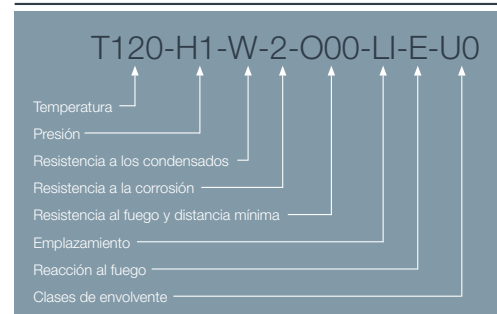 T120-H1-W-2-O00-LI-E-U0
Temperatura
Presión
Resistencia a los condensados
Resistencia a la corrosión
Resistencia al fuego y distancia mínima
Emplazamiento
Reacción al fuego
Clases de envolvente